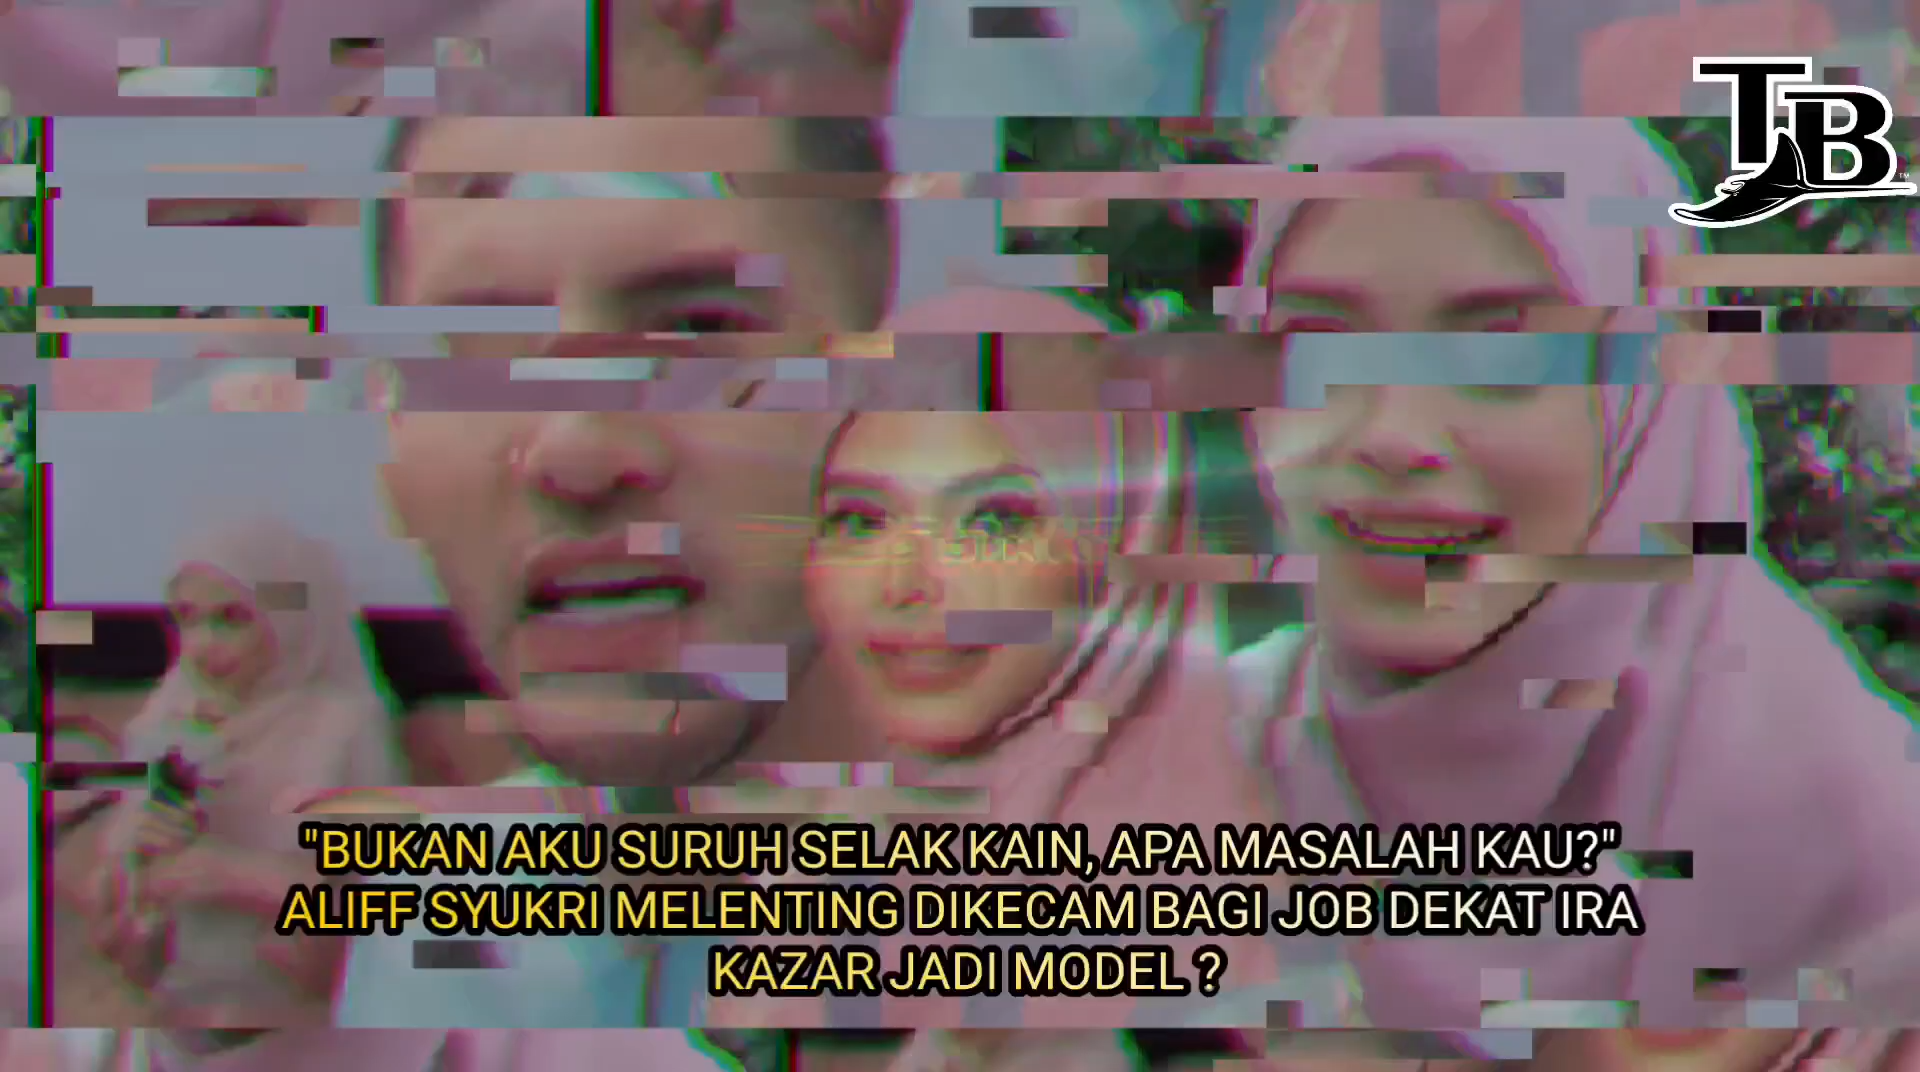 TB
"BUKAN AKU SURUH SELAK KAIN, APA MASALAH KAU?"
ALIFF SYUKRI MELENTING DIKECAM BAGI JOB DEKAT IRA
KAZAR JADI MODEL ?